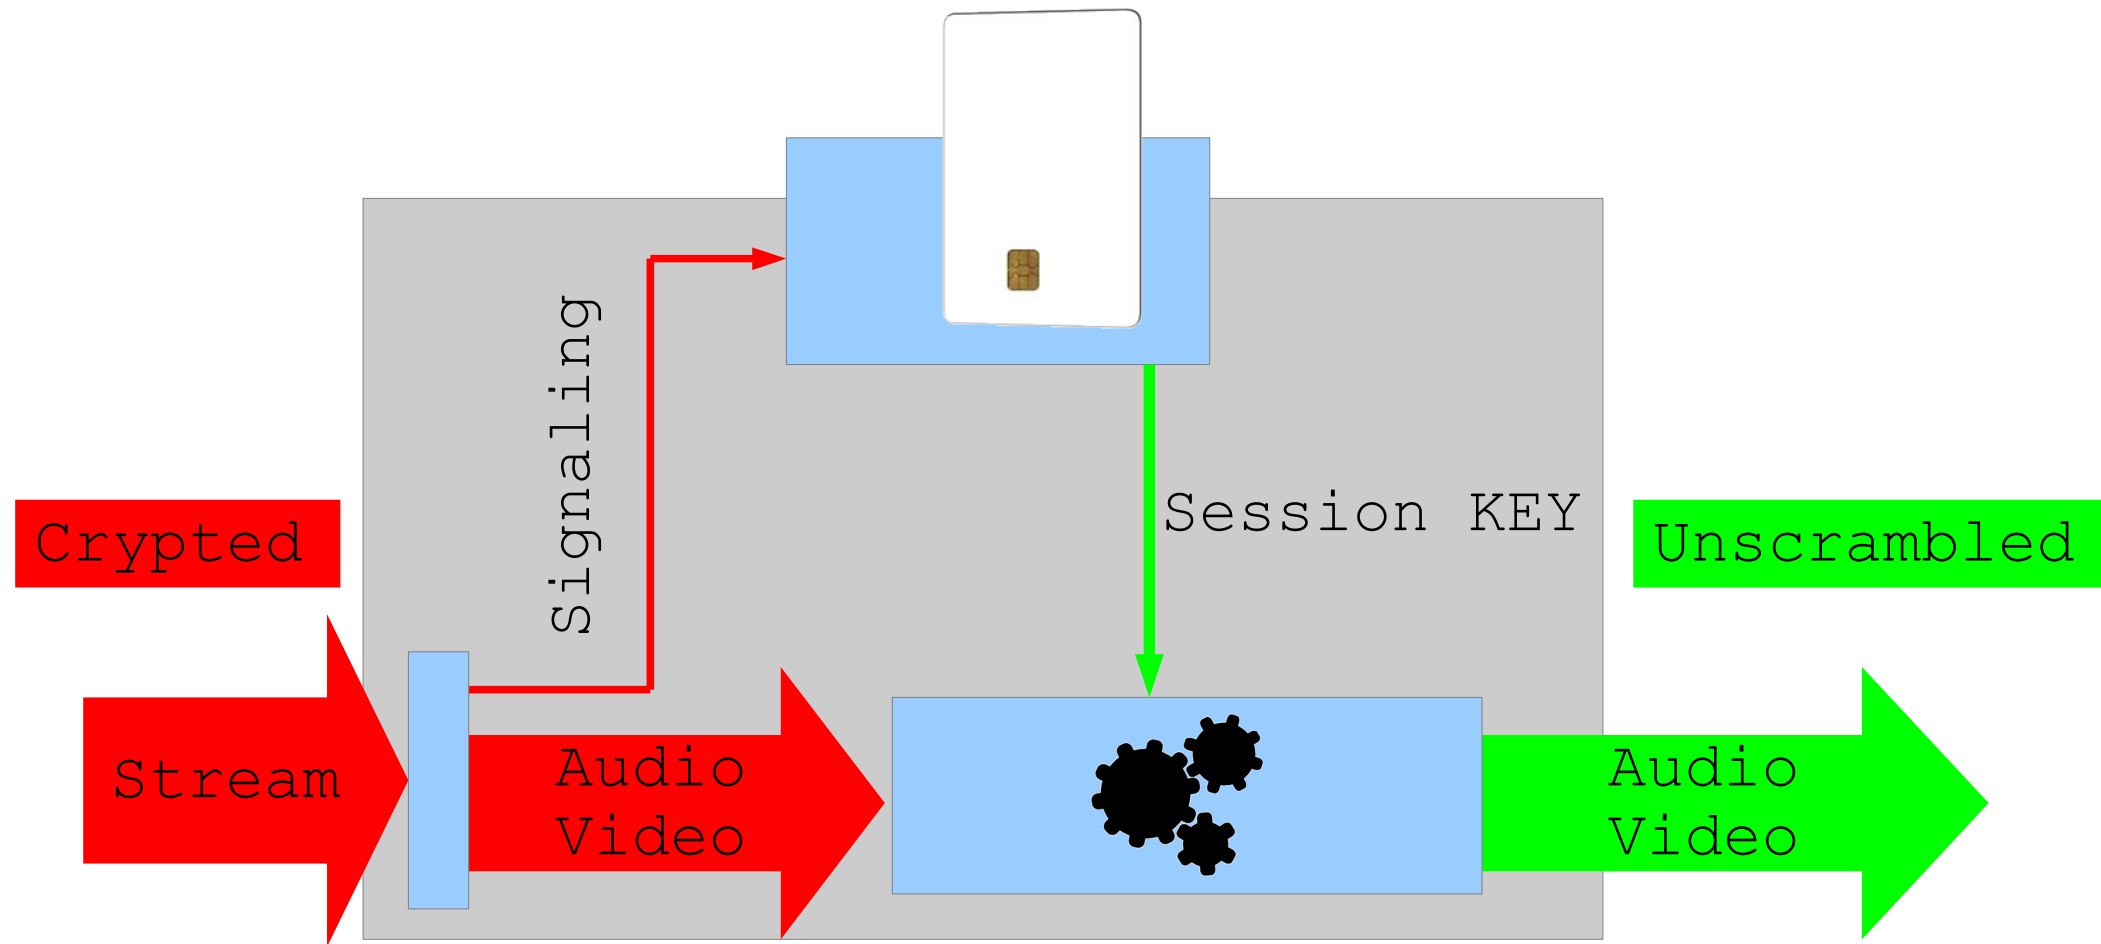 Signaling
Session KEY
Crypted
Unscrambled
Stream
Audio
Video
Audio
Video